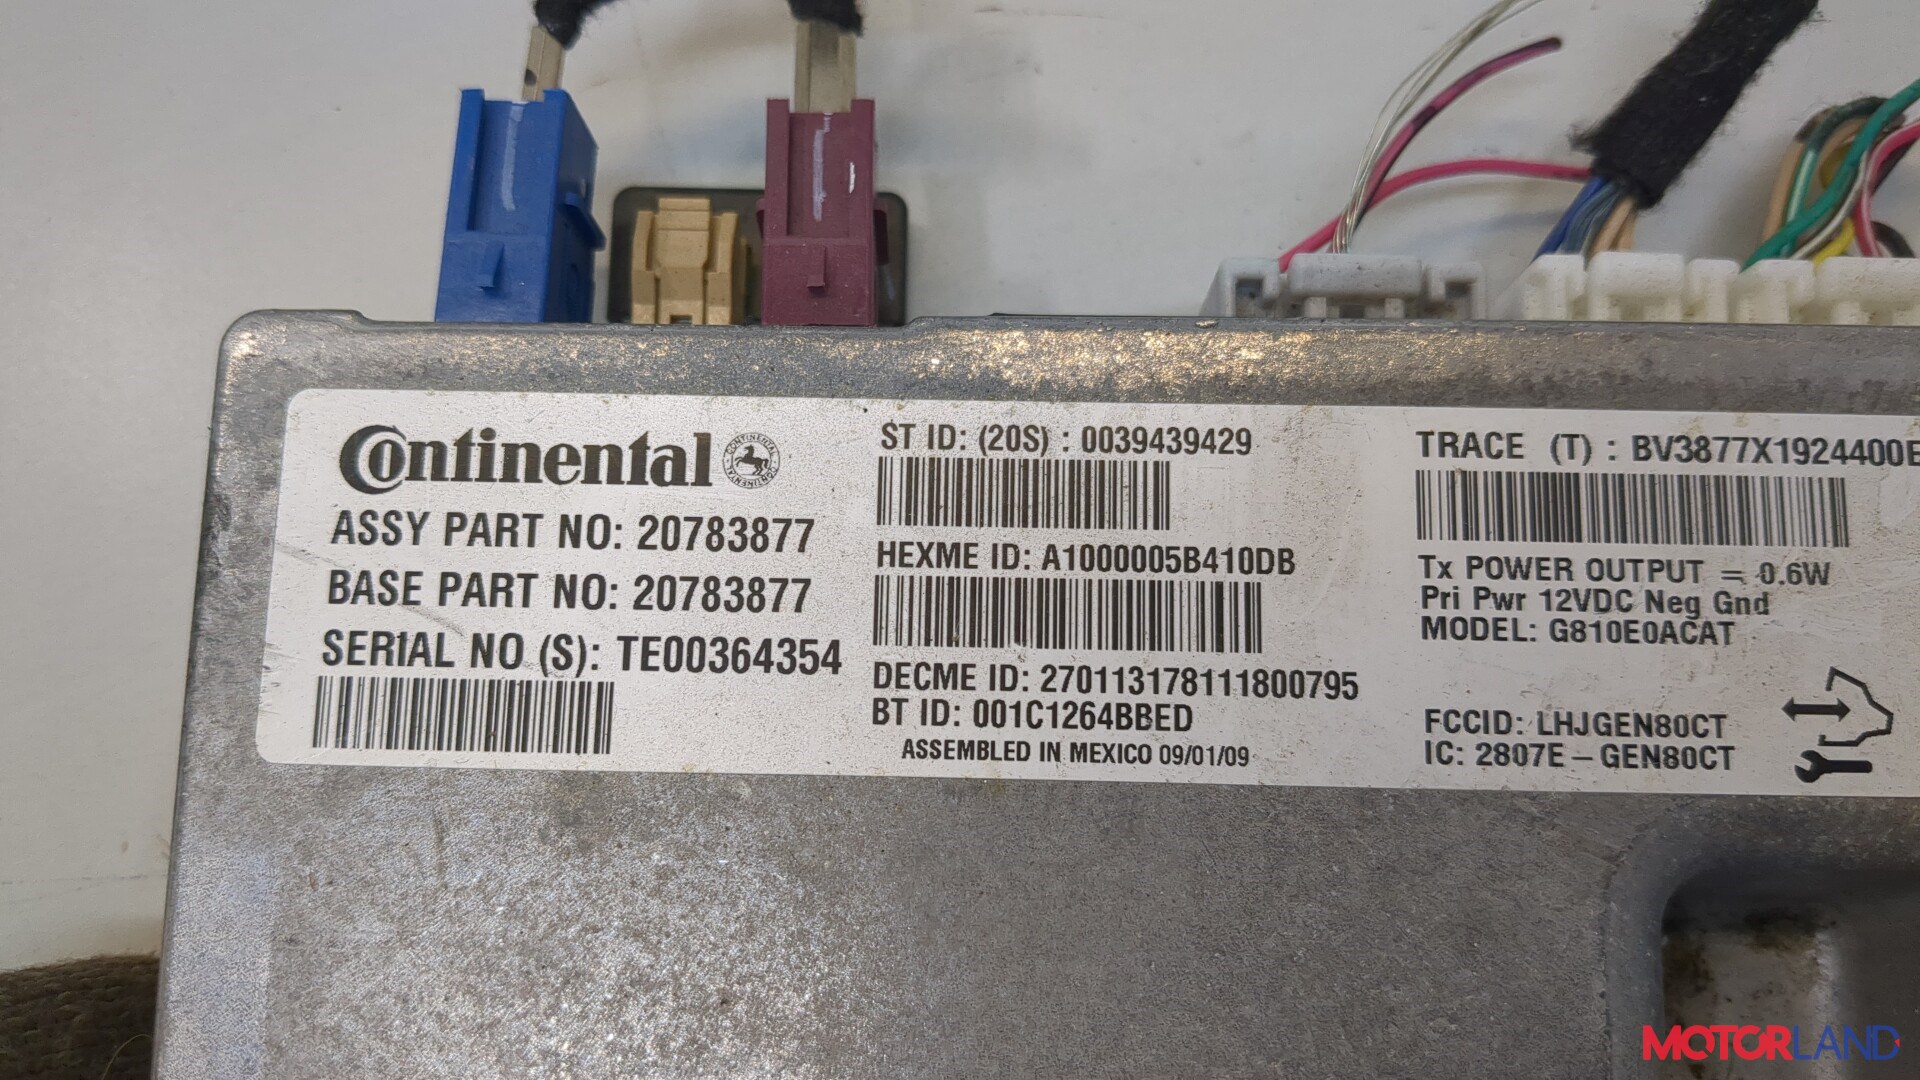 Continental
ASSY PART NO: 20783877
BASE PART NO: 20783877
SERIAL NO (S): TE00364354
ST ID: (20S) : 0039439429
HEXME ID: A1000005B410DB
DECME ID: 270113178111800795
BT ID: 001C1264BBED
ASSEMBLED IN MEXICO 09/01/09
TRACE (T) : BV3877X1924400E
Tx POWER OUTPUT = 0.6W
Pri Pwr 12VDC Neg Gnd
MODEL: G810E0ACAT
FCCID: LHJGEN80CT
IC: 2807E – GEN80CT
MOTORLAND